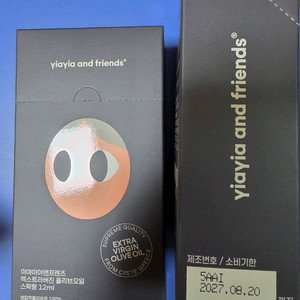 yiayia and friends®
SUPREME QUALITY
EXTRA
VIRGIN
OLIVE OIL
FROM CRETE GREECE
이아이아앤프렌즈
엑스트라버진 올리브오일
스틱형 12ml
yiayia and friends®
제조번호 / 소비기한
5AAI
2027.08.20